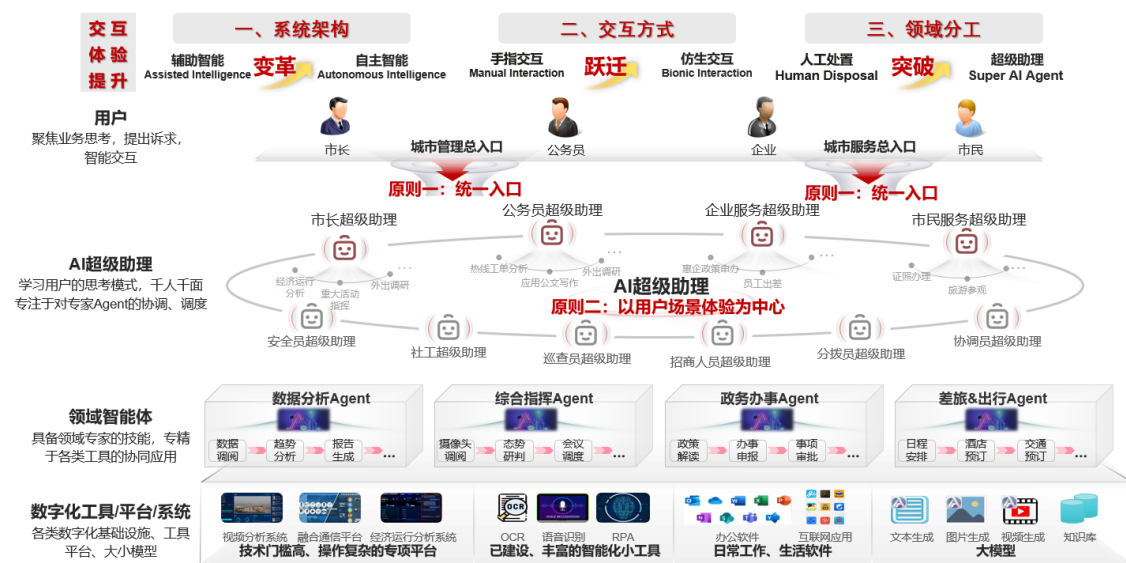 交 互
体 验
提 升
一、系统架构
二、交互方式
三、领域分工
辅助智能
Assisted Intelligence
变革
自主智能
Autonomous Intelligence
手指交互
Manual Interaction
跃迁
仿生交互
Bionic Interaction
人工处置
Human Disposal
突破
超级助理
Super AI Agent
用户
聚焦业务思考，提出诉求，
智能交互
市长
城市管理总入口
公务员
企业
城市服务总入口
市民
原则一：统一入口
原则一：统一入口
市长超级助理
公务员超级助理
企业服务超级助理
市民服务超级助理
AI超级助理
学习用户的思考模式，千人千面
专注于对专家Agent的协调、调度
经济运行
分析
重大活动
指挥
外出调研
...
热线工单分析
应用公文写作
外出调研
...
惠企政策申办
员工出差
...
证照办理
旅游参观
...
AI超级助理
原则二：以用户场景体验为中心
安全员超级助理
社工超级助理
巡查员超级助理
招商人员超级助理
分拨员超级助理
协调员超级助理
领域智能体
具备领域专家的技能，专精
于各类工具的协同应用
数据分析Agent
数据
调阅
趋势
分析
报告
生成
...
综合指挥Agent
摄像头
调阅
态势
研判
会议
调度
...
政务办事Agent
政策
解读
办事
申报
事项
审批
...
差旅&出行Agent
日程
安排
酒店
预订
交通
预订
...
数字化工具/平台/系统
各类数字化基础设施、工具
平台、大小模型
视频分析系统
融合通信平台
经济运行分析系统
技术门槛高、操作复杂的专项平台
OCR
OCR
语音识别
RPA
已建设、丰富的智能化小工具
办公软件
互联网应用
日常工作、生活软件
文本生成
图片生成
视频生成
知识库
大模型